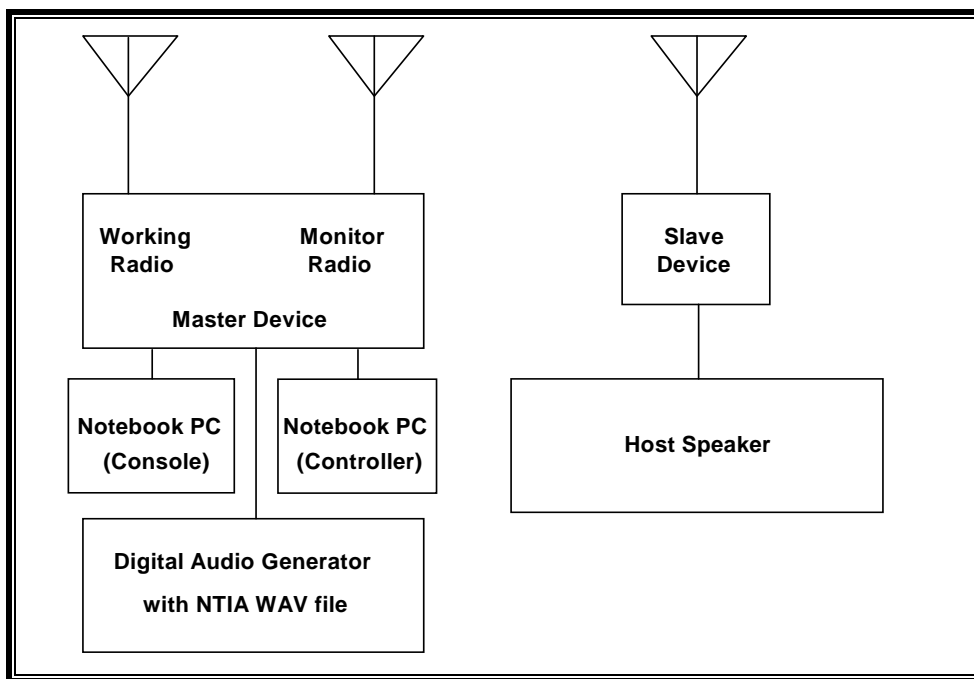 Working
Radio
Monitor
Radio
Master Device
Slave
Device
Notebook PC
(Console)
Notebook PC
(Controller)
Host Speaker
Digital Audio Generator
with NTIA WAV file